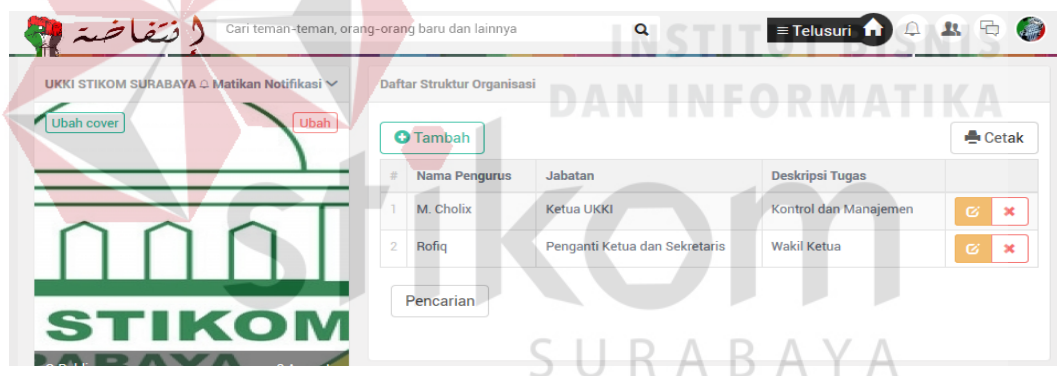 إنتفاضة
Cari teman-teman, orang-orang baru dan lainnya
≡ Telusuri
INSTITUT BISNIS
DAN INFORMATIKA
UKKI STIKOM SURABAYA Matikan Notifikasi
Daftar Struktur Organisasi
Ubah cover
Ubah
Tambah
Cetak
# Nama Pengurus Jabatan Deskripsi Tugas
1 M. Cholix Ketua UKKI Kontrol dan Manajemen
2 Rofiq Penganti Ketua dan Sekretaris Wakil Ketua
Pencarian
STIKOM
stikom
SURABAYA